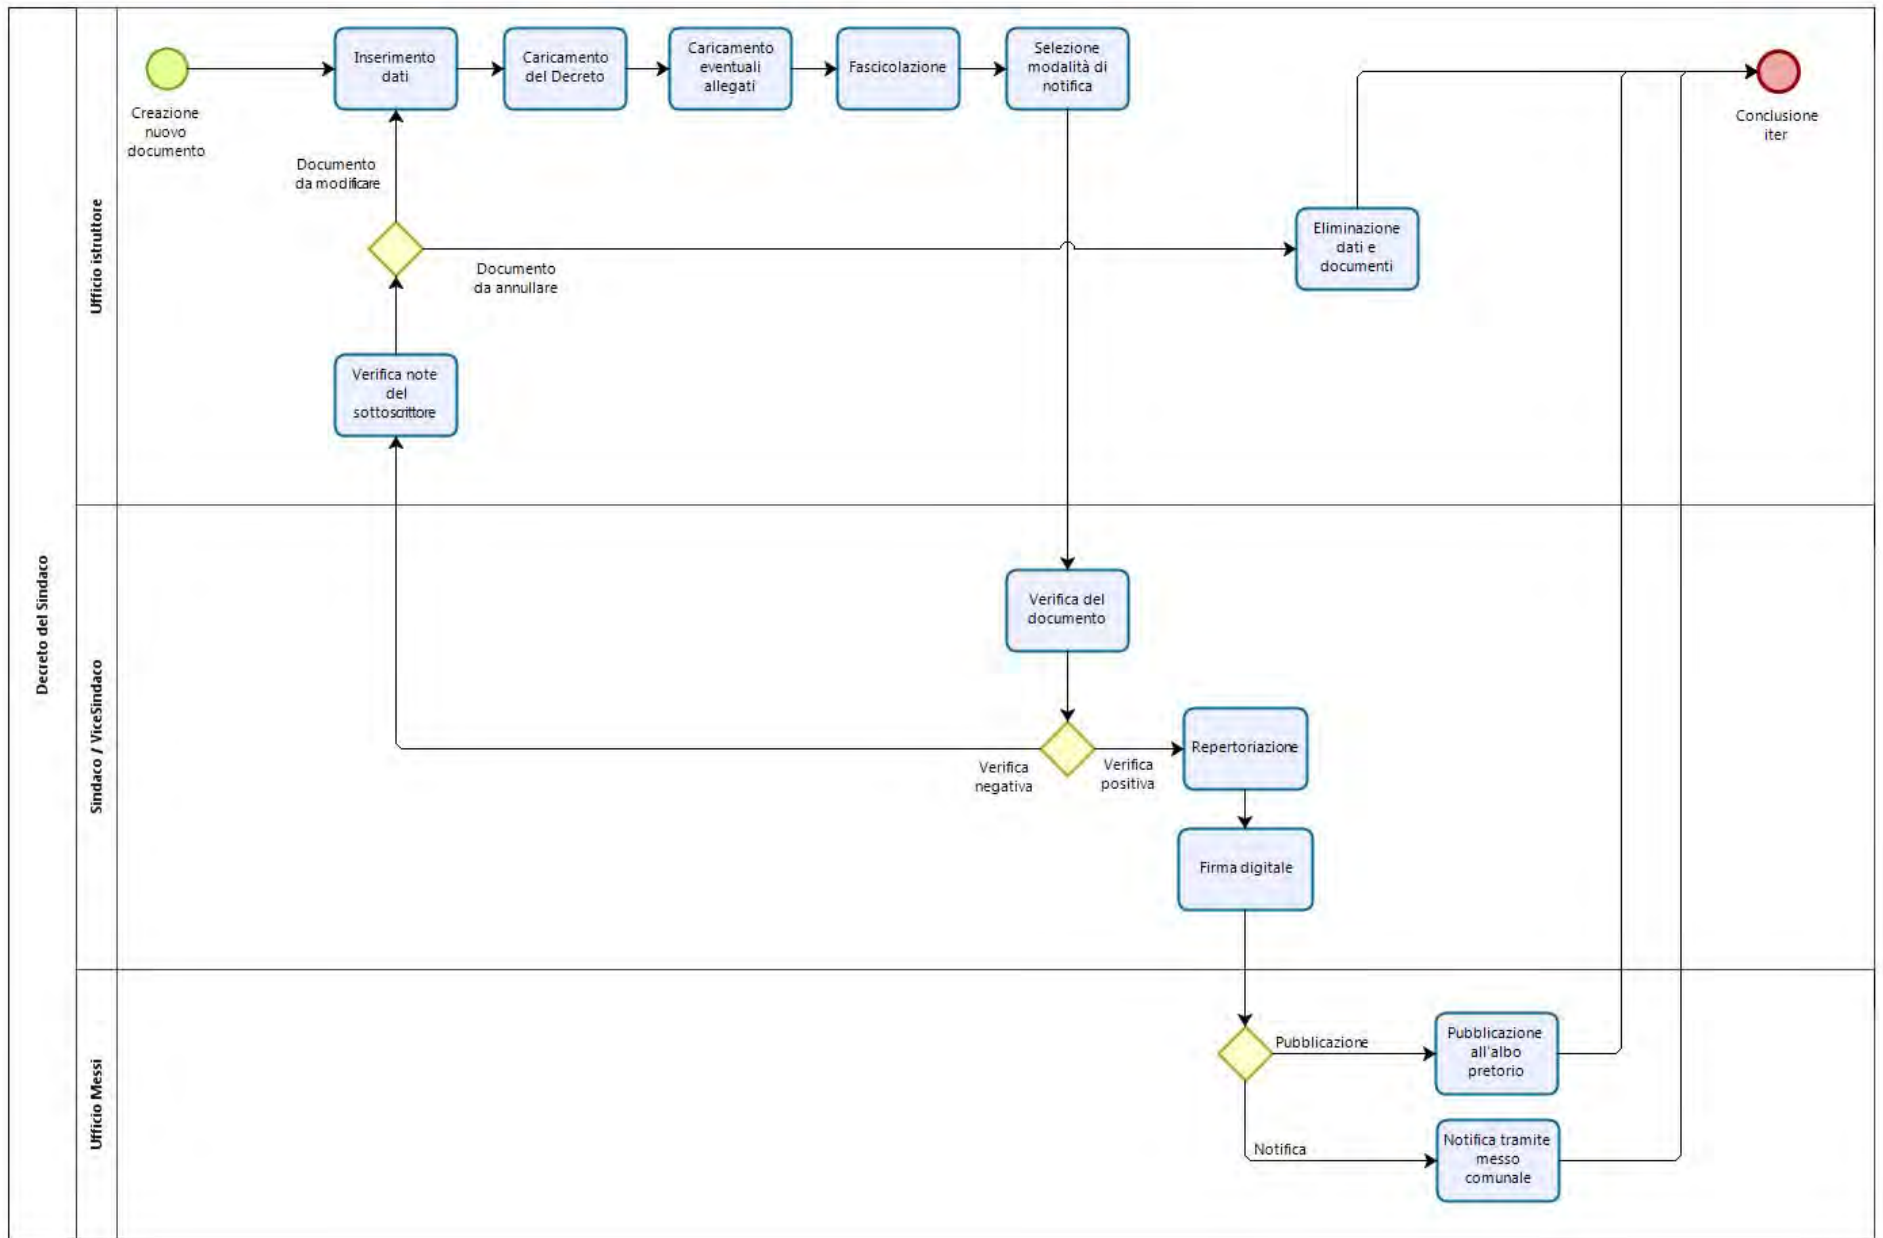 Decreto del Sindaco
Ufficio istruttore
Creazione
nuovo
documento
Inserimento
dati
Caricamento
del Decreto
Caricamento
eventuali
allegati
Fascicolazione
Selezione
modalità di
notifica
Conclusione
iter
Documento
da modificare
Documento
da annullare
Eliminazione
dati e
documenti
Verifica note
del
sottoscrittore
Sindaco / ViceSindaco
Verifica del
documento
Verifica
negativa
Verifica
positiva
Repertoriazione
Firma digitale
Ufficio Messi
Pubblicazione
Pubblicazione
all'albo
pretorio
Notifica
Notifica tramite
messo
comunale